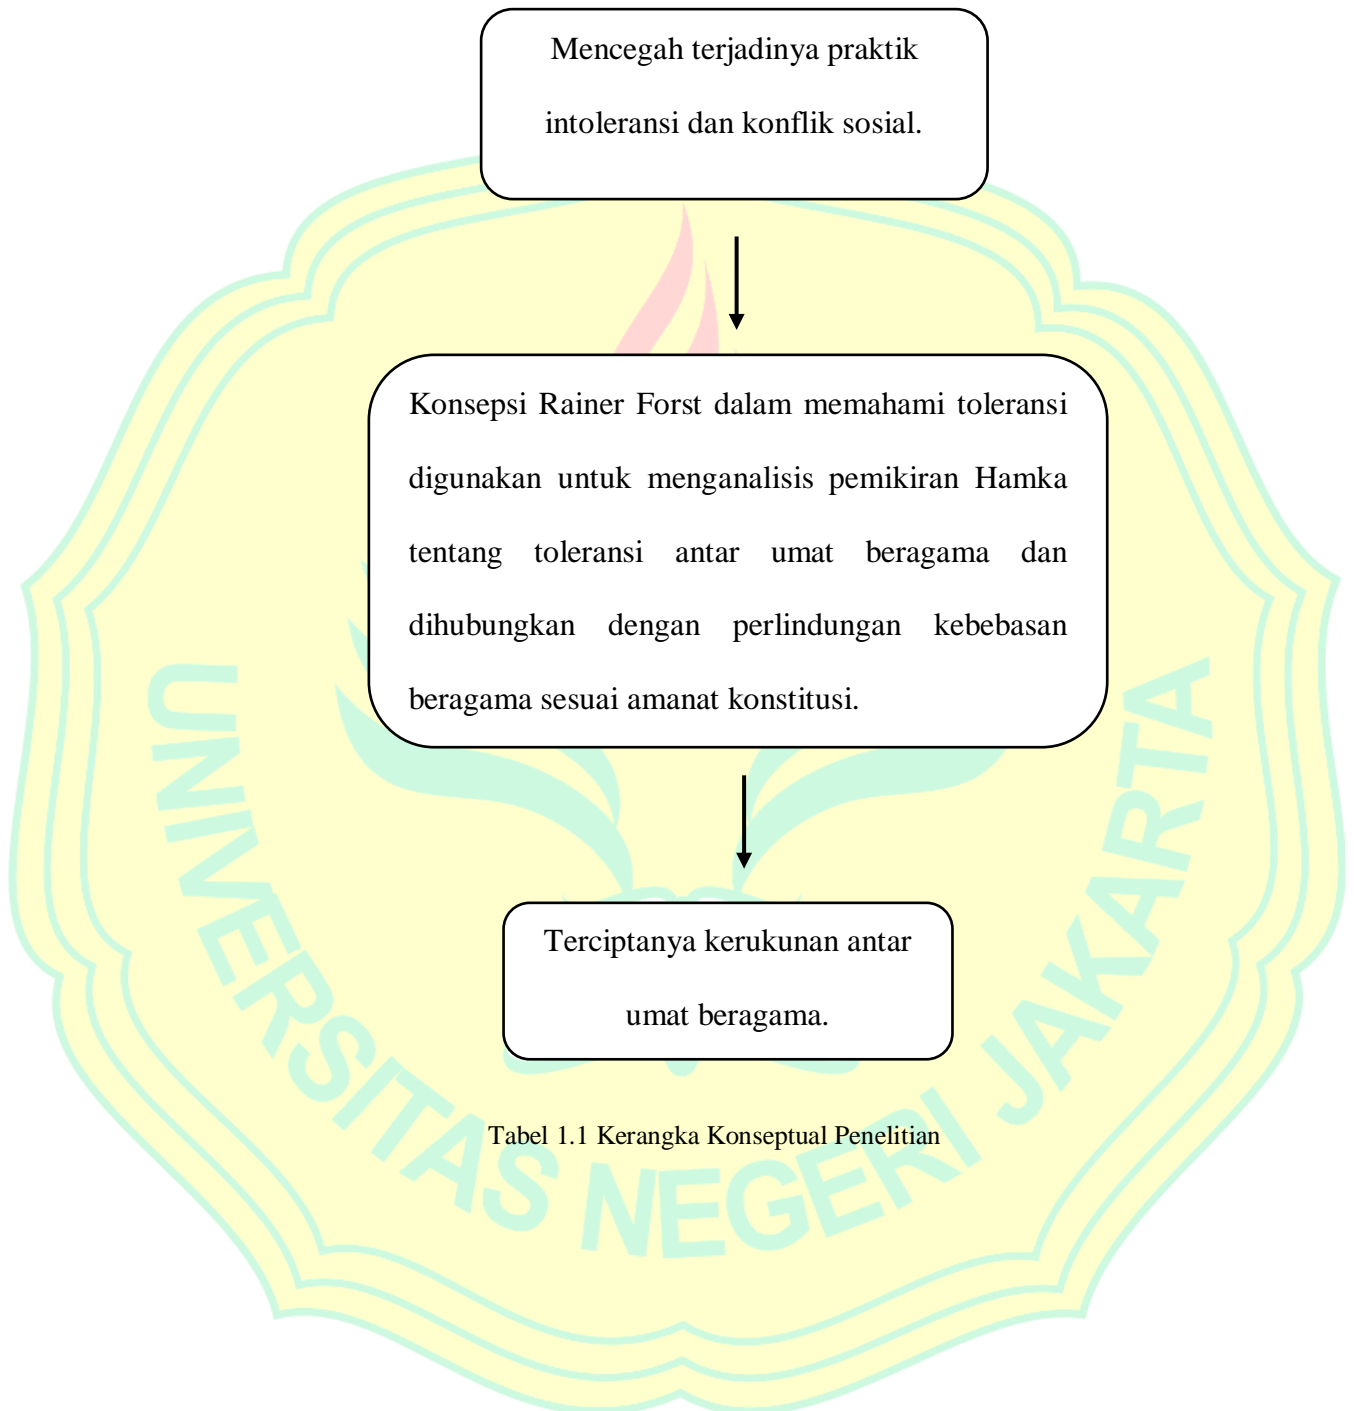 Mencegah terjadinya praktik
intoleransi dan konflik sosial.
Konsepsi Rainer Forst dalam memahami toleransi
digunakan untuk menganalisis pemikiran Hamka
tentang toleransi antar umat beragama dan
dihubungkan dengan perlindungan kebebasan
beragama sesuai amanat konstitusi.
Terciptanya kerukunan antar
umat beragama.
Tabel 1.1 Kerangka Konseptual Penelitian
UNIVERSITAS NEGERI JAKARTA